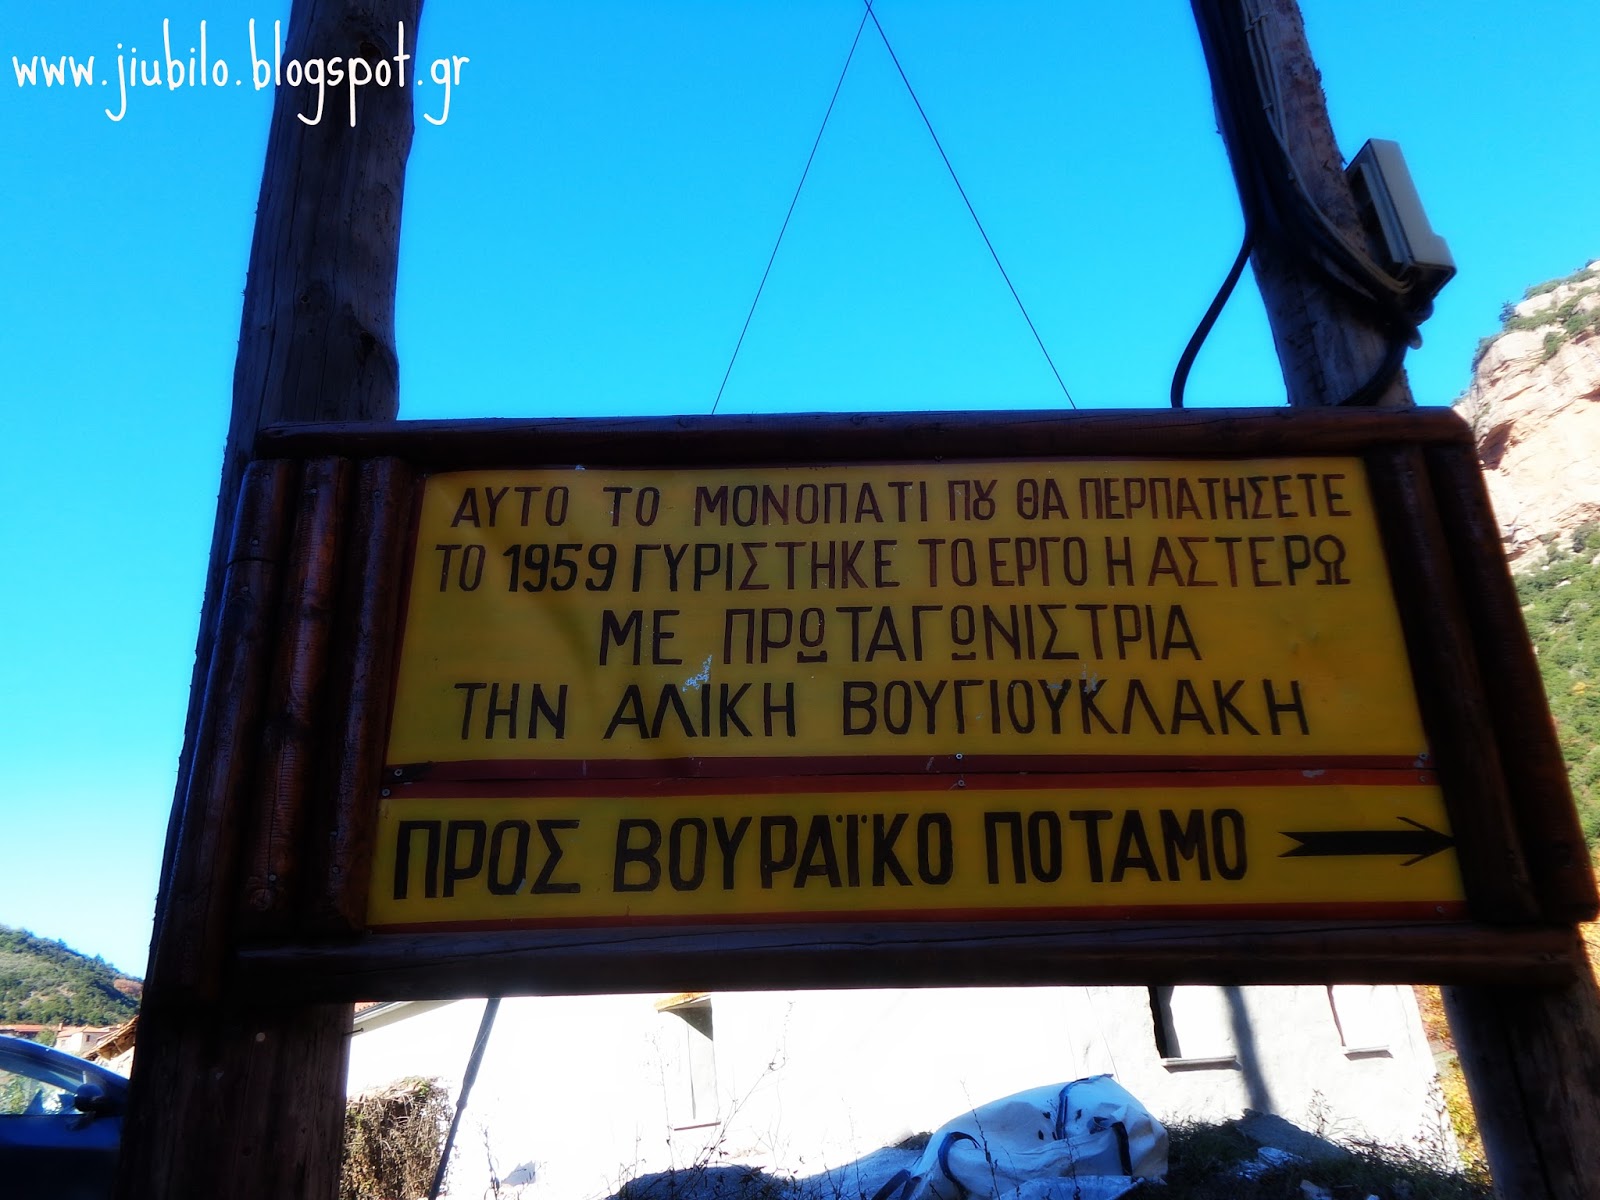 www.jiubilo.blogspot.gr
ΑΥΤΟ ΤΟ ΜΟΝΟΠΑΤΙ ΠȢ ΘΑ ΠΕΡΠΑΤΗΣΕΤΕ
ΤΟ 1959 ΓΥΡΙΣΤΗΚΕ ΤΟ ΕΡΓΟ Η ΑΣΤΕΡΩ
ΜΕ ΠΡΩΤΑΓΩΝΙΣΤΡΙΑ
ΤΗΝ ΑΛΙΚΗ ΒΟΥΓΙΟΥΚΛΑΚΗ
ΠΡΟΣ ΒΟΥΡΑΪΚΟ ΠΟΤΑΜΟ